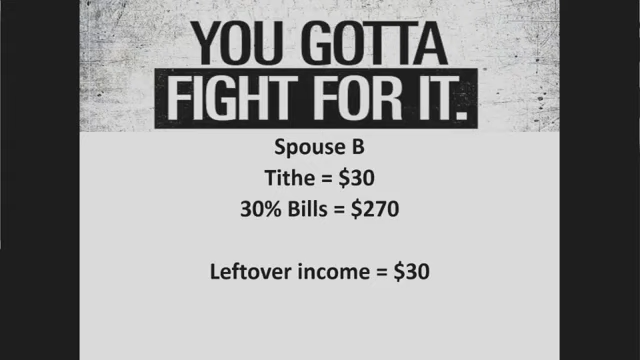 YOU GOTTA
FIGHT FOR IT.
Spouse B
Tithe = $30
30% Bills = $270
Leftover income = $30